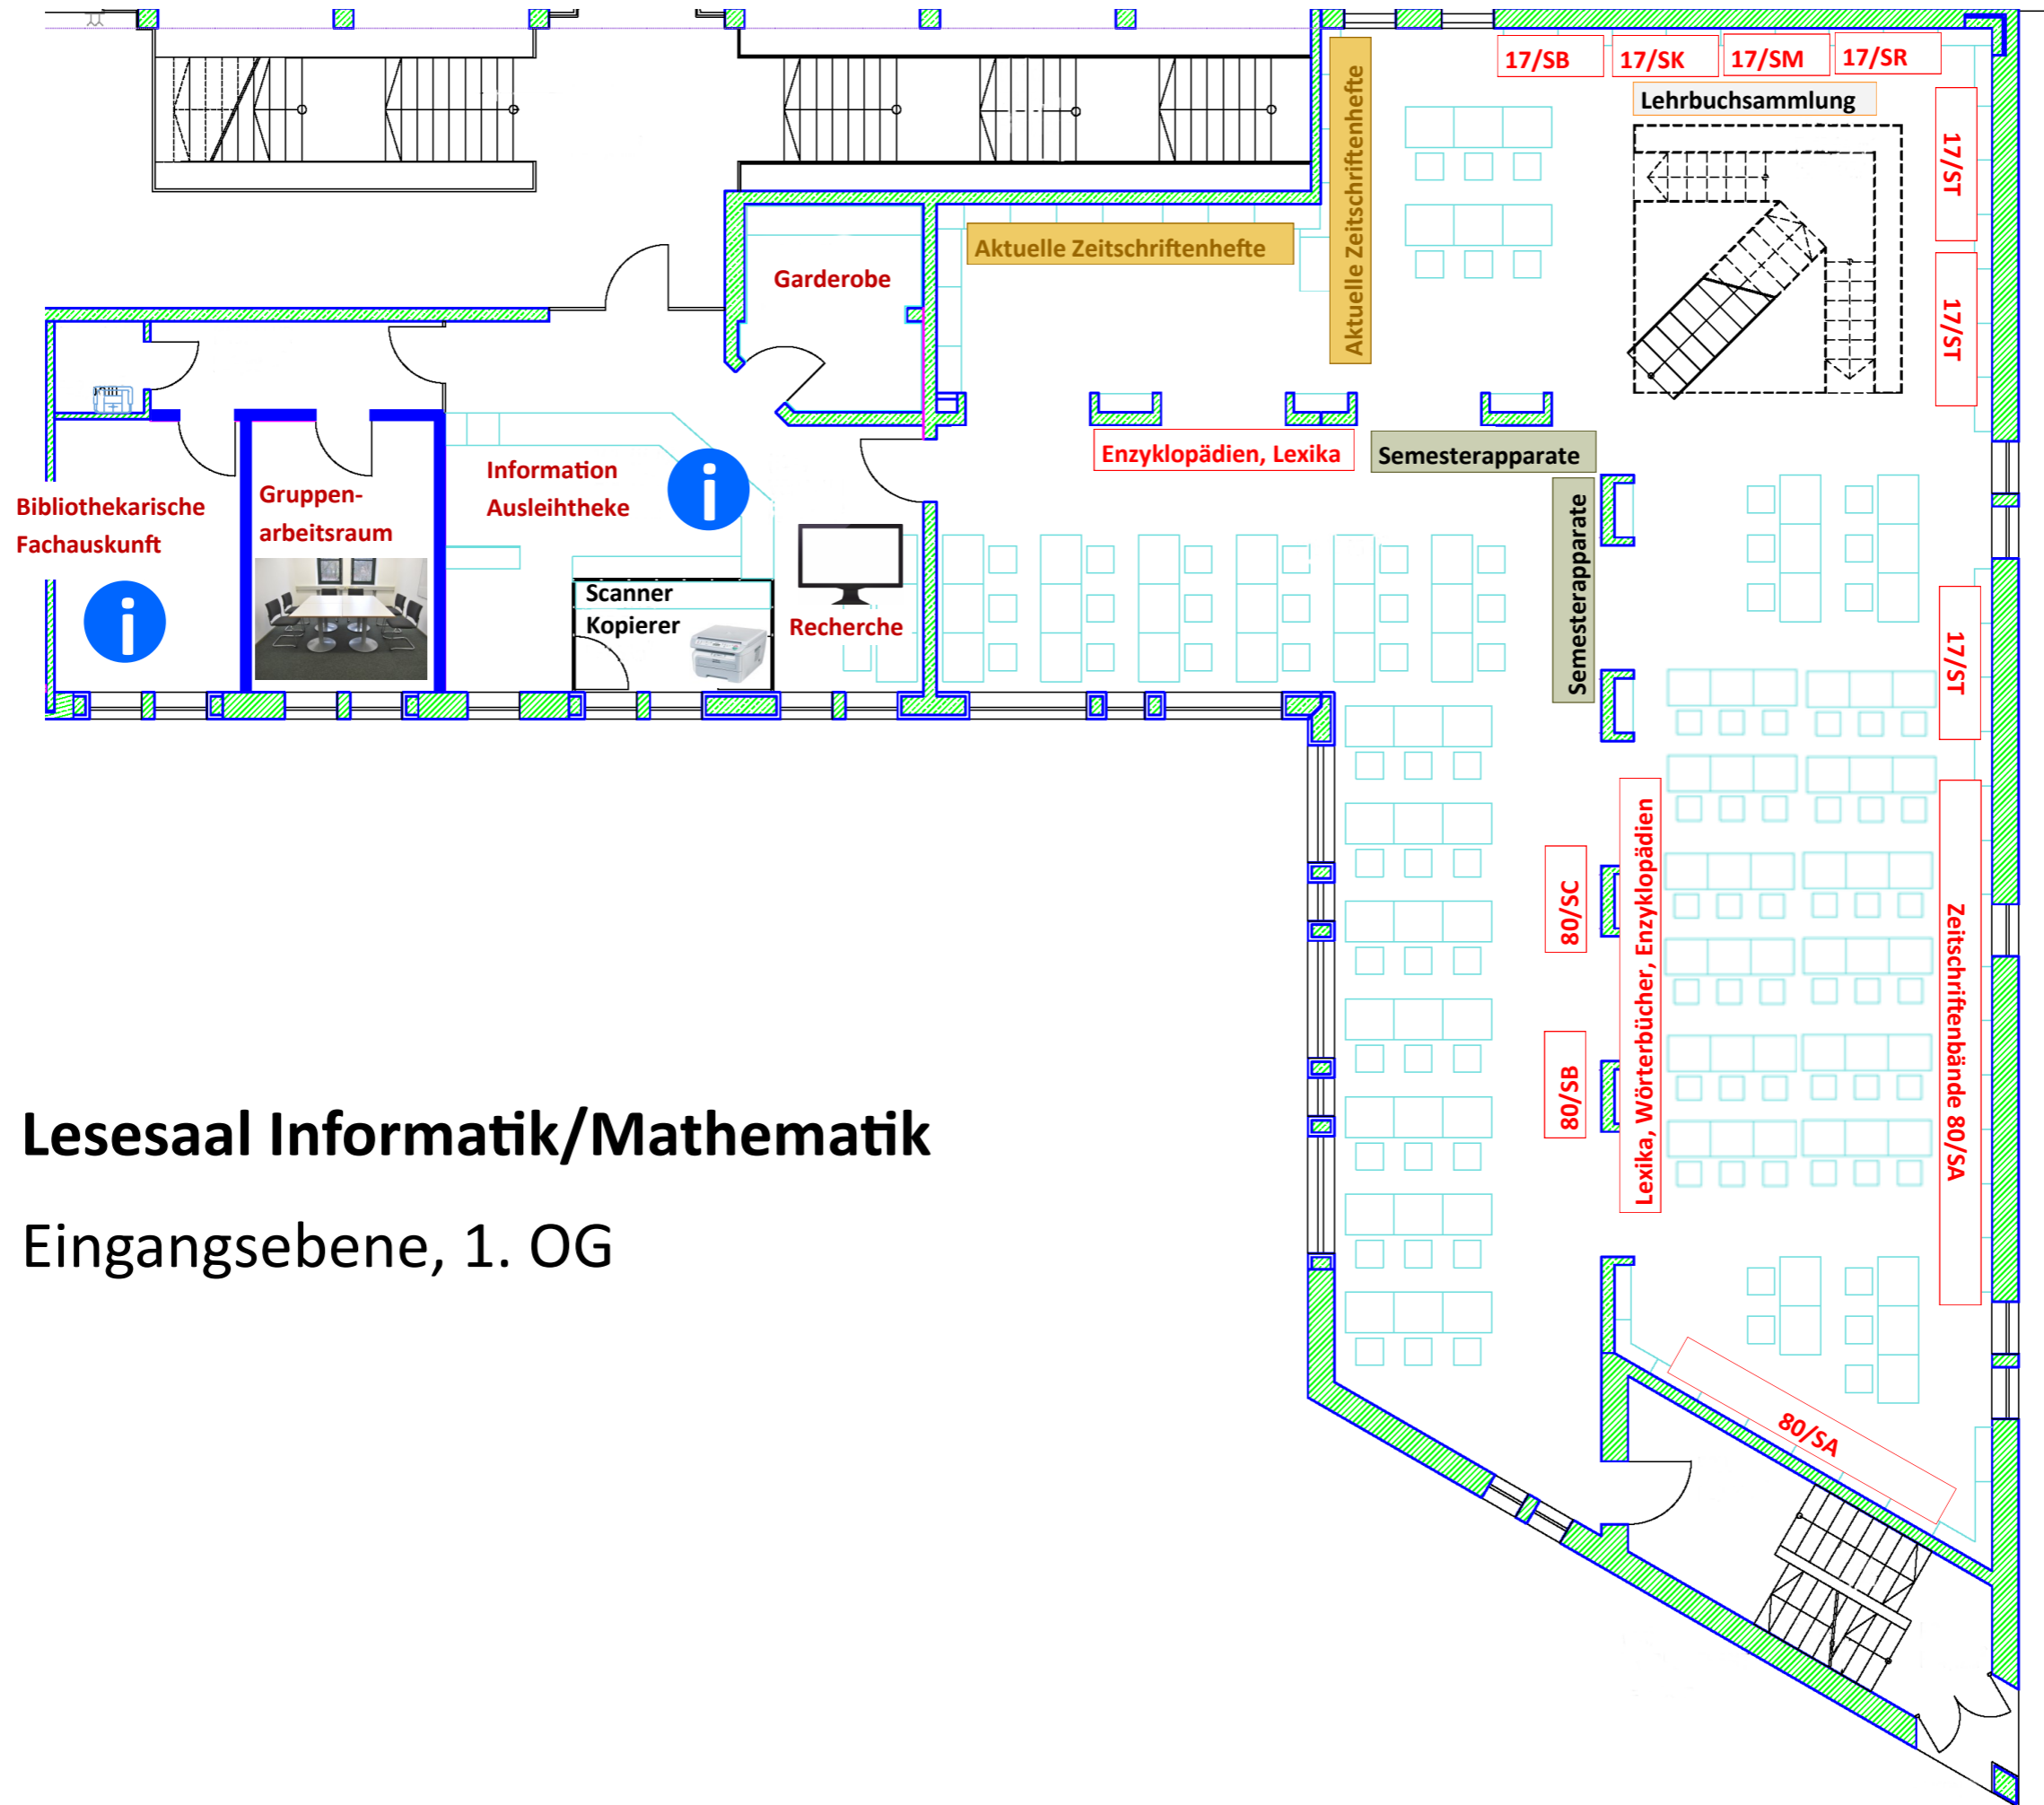 17/SB
17/SK
17/SM
17/SR
Lehrbuchsammlung
17/ST
17/ST
Aktuelle Zeitschriftenhefte
Aktuelle Zeitschriftenhefte
Garderobe
Enzyklopädien, Lexika
Semesterapparate
Semesterapparate
Information
Ausleihtheke
Gruppen-
arbeitsraum
Bibliothekarische
Fachauskunft
Scanner
Kopierer
Recherche
17/ST
80/SC
80/SB
Lexika, Wörterbücher, Enzyklopädien
Zeitschriftenbände 80/SA
80/SA
Lesesaal Informatik/Mathematik
Eingangsebene, 1. OG